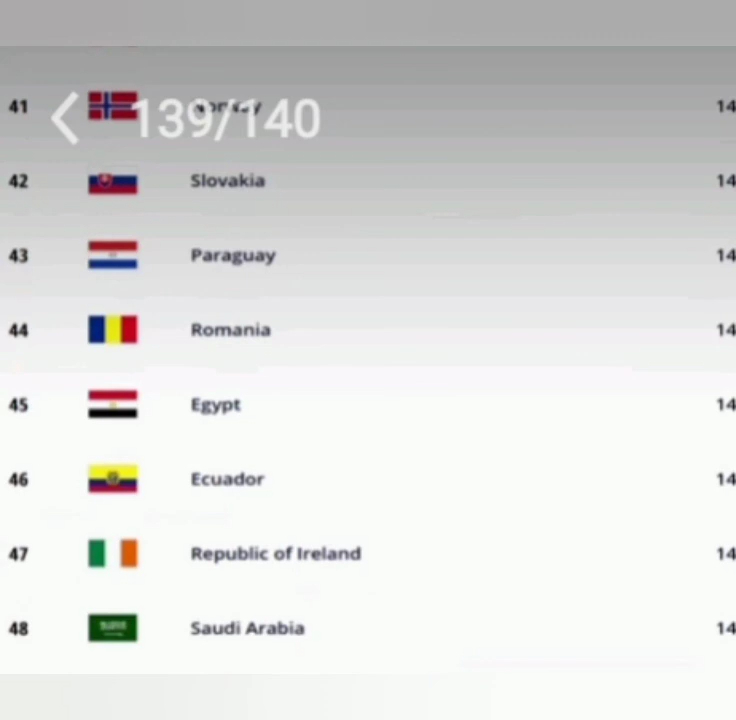 41 Norway 14
139/140
42 Slovakia 14
43 Paraguay 14
44 Romania 14
45 Egypt 14
46 Ecuador 14
47 Republic of Ireland 14
48 Saudi Arabia 14